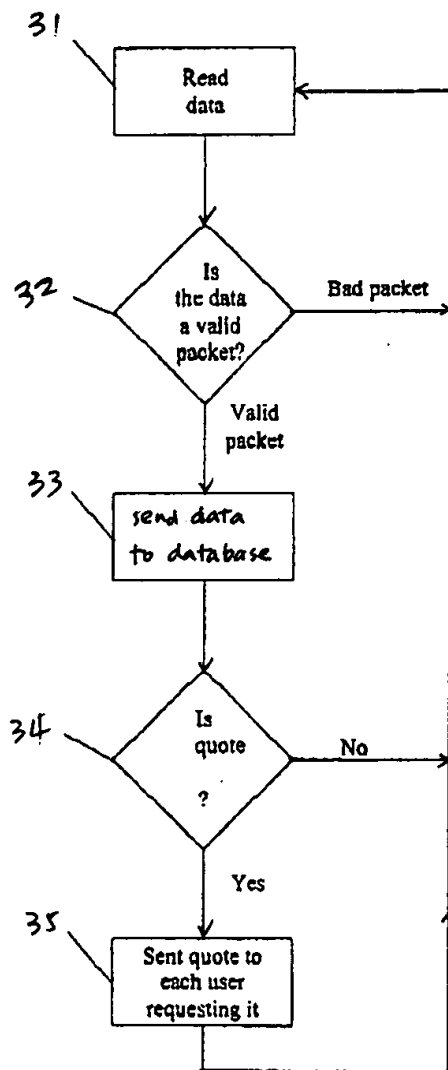 31
Read
data
32
Is
the data
a valid
packet?
Bad packet
Valid
packet
33
send data
to database
34
Is
quote
?
No
Yes
35
Sent quote to
each user
requesting it